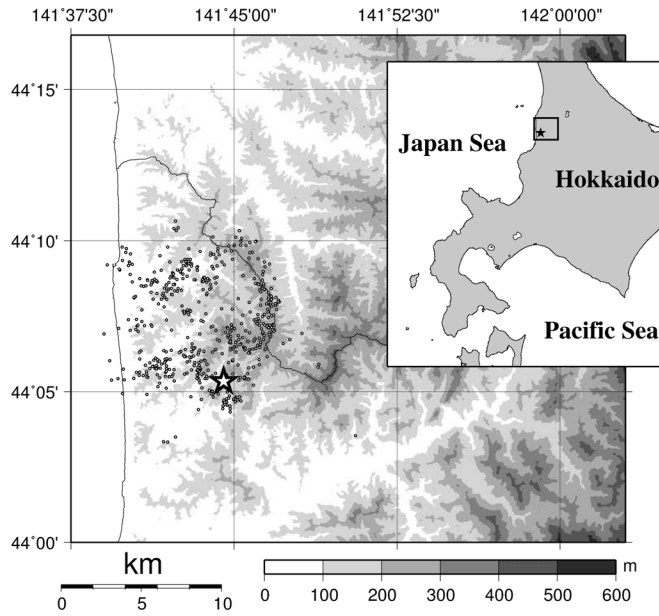 141˚37'30" 141˚45'00" 141˚52'30" 142˚00'00"
44˚15'
44˚10'
44˚05'
44˚00'
Japan Sea
Hokkaido
Pacific Sea
km
0 5 10
m
0 100 200 300 400 500 600